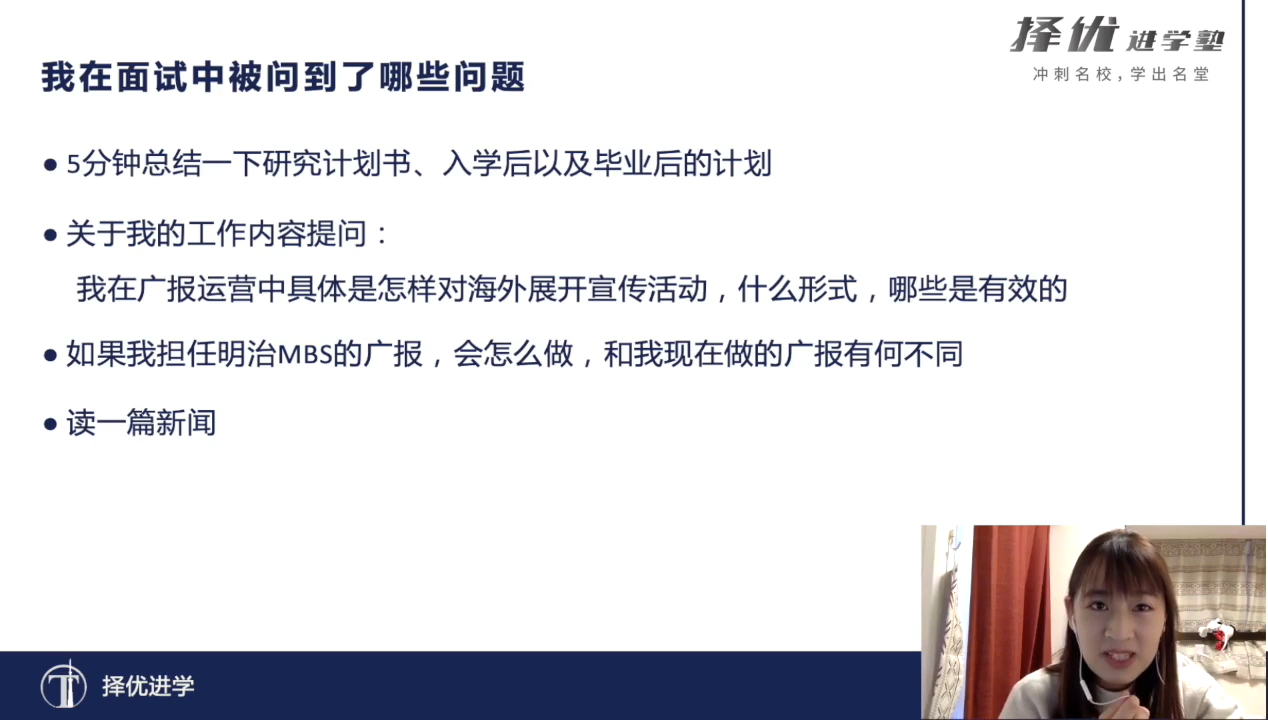 择优进学塾
冲刺名校,学出名堂
我在面试中被问到了哪些问题
● 5分钟总结一下研究计划书、入学后以及毕业后的计划
● 关于我的工作内容提问：
我在广报运营中具体是怎样对海外展开宣传活动，什么形式，哪些是有效的
● 如果我担任明治MBS的广报，会怎么做，和我现在做的广报有何不同
● 读一篇新闻
择优进学